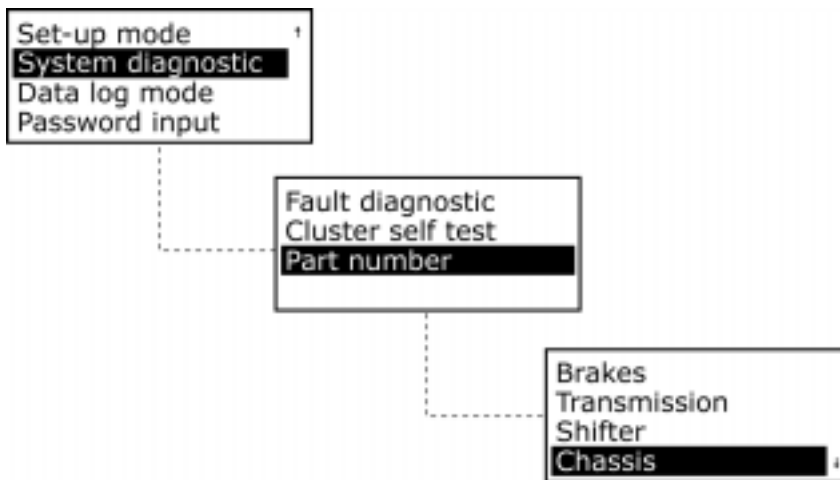 Set-up mode
System diagnostic
Data log mode
Password input
Fault diagnostic
Cluster self test
Part number
Brakes
Transmission
Shifter
Chassis